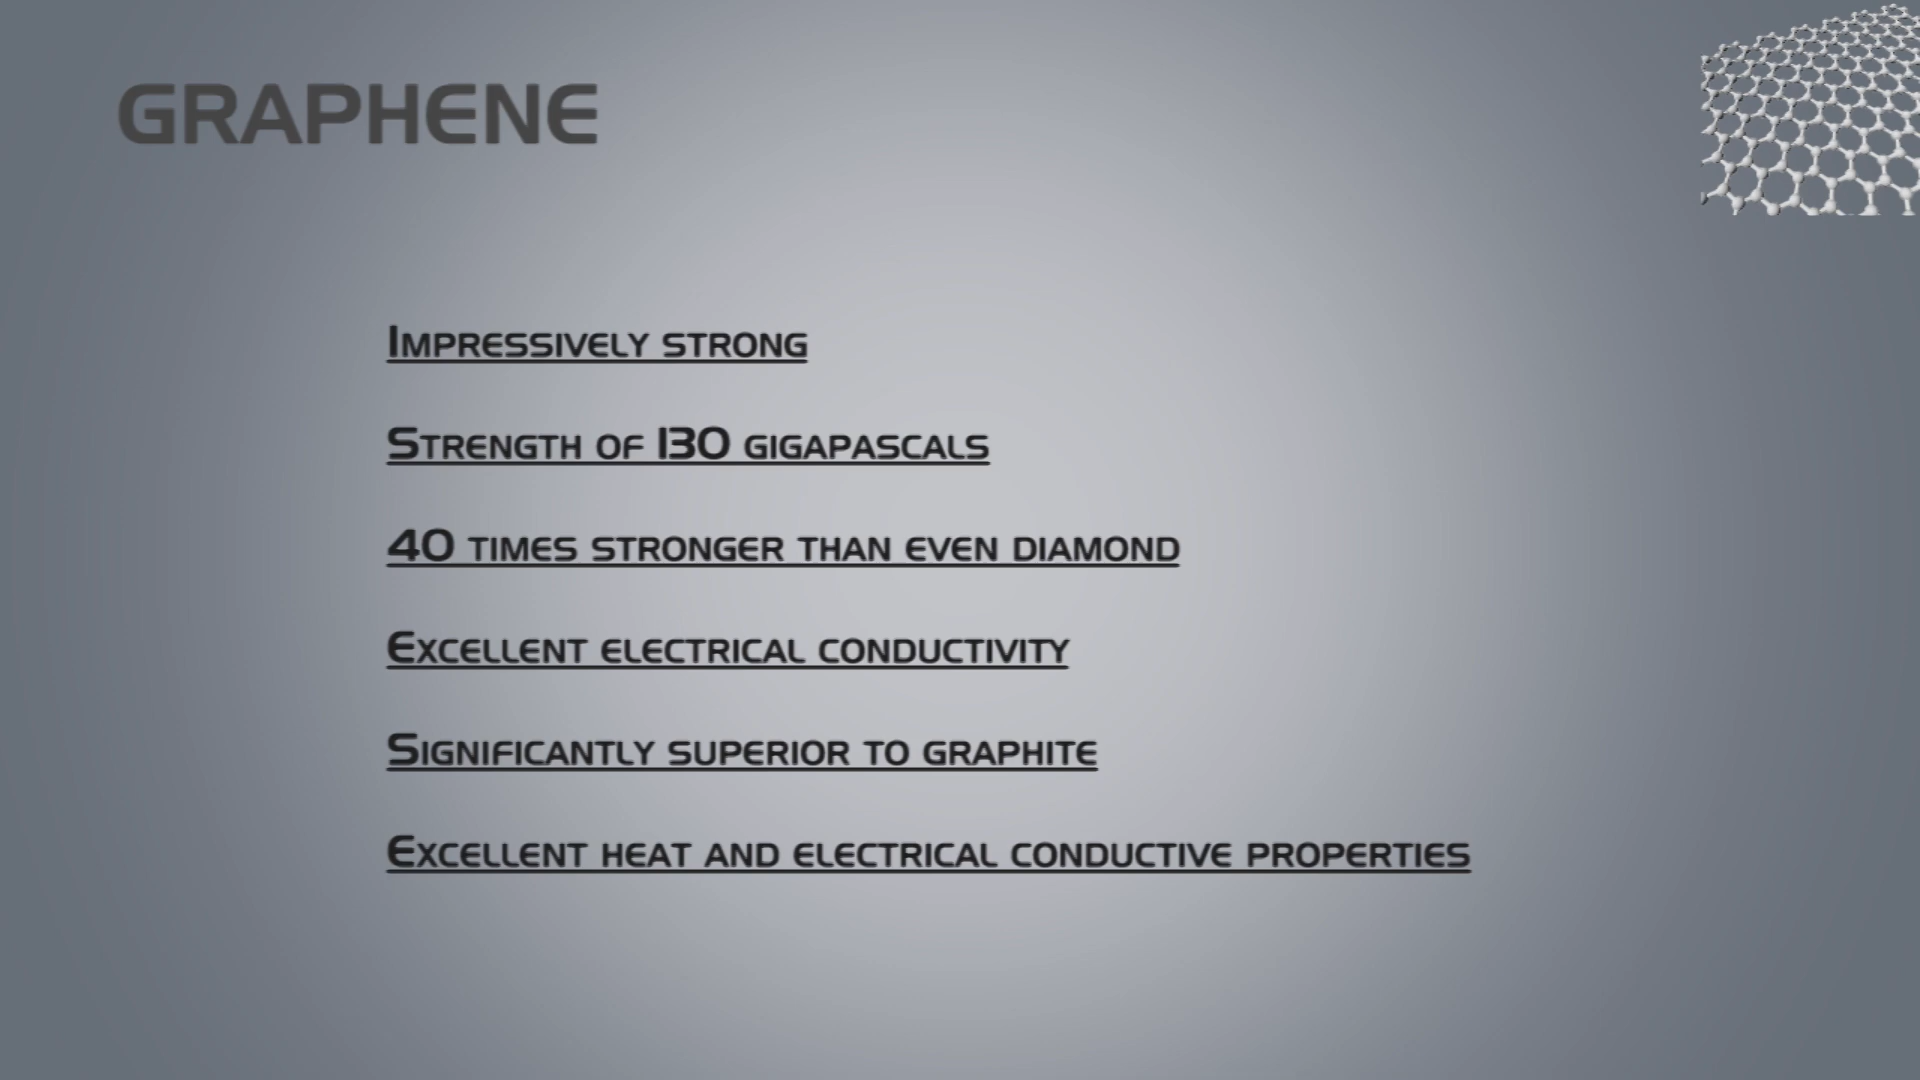 GRAPHENE
Impressively strong
Strength of 130 gigapascals
40 times stronger than even diamond
Excellent electrical conductivity
Significantly superior to graphite
Excellent heat and electrical conductive properties